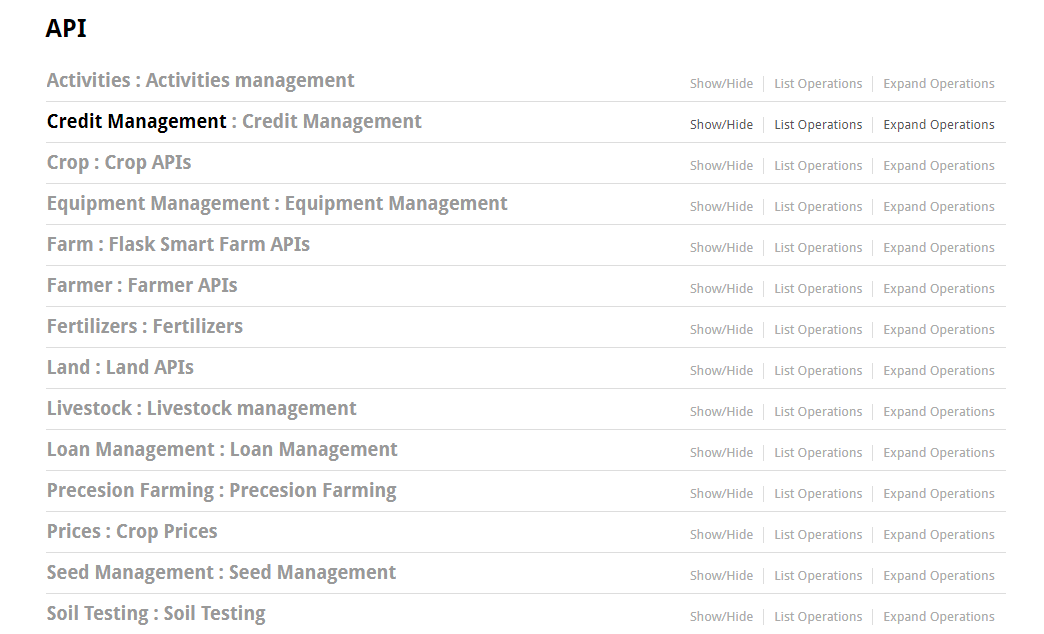 API
Activities : Activities management Show/Hide List Operations Expand Operations
Credit Management : Credit Management Show/Hide List Operations Expand Operations
Crop : Crop APIs Show/Hide List Operations Expand Operations
Equipment Management : Equipment Management Show/Hide List Operations Expand Operations
Farm : Flask Smart Farm APIs Show/Hide List Operations Expand Operations
Farmer : Farmer APIs Show/Hide List Operations Expand Operations
Fertilizers : Fertilizers Show/Hide List Operations Expand Operations
Land : Land APIs Show/Hide List Operations Expand Operations
Livestock : Livestock management Show/Hide List Operations Expand Operations
Loan Management : Loan Management Show/Hide List Operations Expand Operations
Precesion Farming : Precesion Farming Show/Hide List Operations Expand Operations
Prices : Crop Prices Show/Hide List Operations Expand Operations
Seed Management : Seed Management Show/Hide List Operations Expand Operations
Soil Testing : Soil Testing Show/Hide List Operations Expand Operations